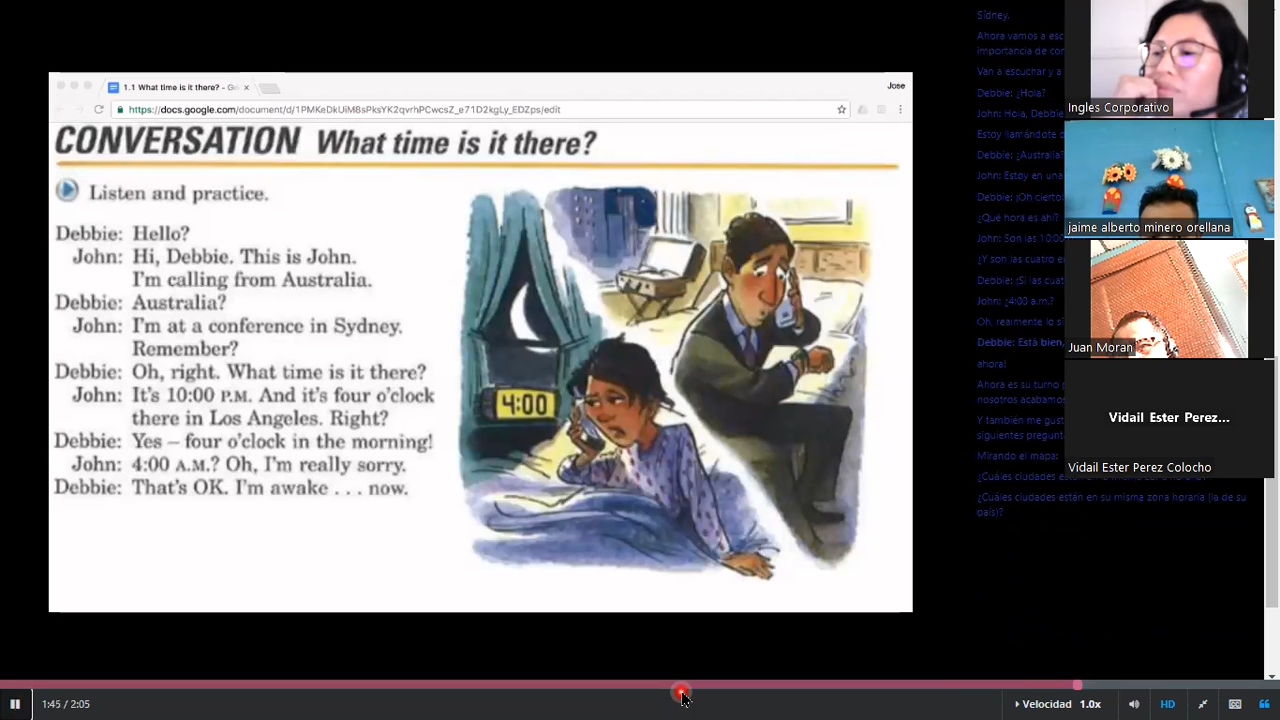 1.1 What time is it there? - G
Jose
https://docs.google.com/document/d/1PMKeDkUiMBsPksYK2qvrhPCwcsZ_e71D2kgLy_EDZps/edit
CONVERSATION What time is it there?
Listen and practice.
Debbie: Hello?
John: Hi, Debbie. This is John.
I'm calling from Australia.
Debbie: Australia?
John: I'm at a conference in Sydney.
Remember?
Debbie: Oh, right. What time is it there?
John: It's 10:00 P.M. And it's four o'clock
there in Los Angeles. Right?
Debbie: Yes – four o'clock in the morning!
John: 4:00 A.M.? Oh, I'm really sorry.
Debbie: That's OK. I'm awake . . . now.
4:00
Sídney.
Ahora vamos a esc
importancia de con
Van a escuchar y a
Debbie: ¿Hola?
John: Hola, Debbie
Estoy llamándote d
Debbie: ¿Australia?
John: Estoy en una
Debbie: ¡Oh cierto!
¿Qué hora es ahí?
John: Son las 10:00
¿Y son las cuatro e
Debbie: ¡Sí las cuat
John: ¿4:00 a.m.?
Oh, realmente lo s
Debbie: Está bien,
ahora!
Ahora es su turno p
nosotros acabamos
Y también me gust
siguientes pregunt
Mirando el mapa:
¿Cuáles ciudades están en su misma zona horaria (la de su
país)?
Ingles Corporativo
jaime alberto minero orellana
Juan Moran
Vidail Ester Perez...
Vidail Ester Perez Colocho
1:45 / 2:05
Velocidad 1.0x
HD